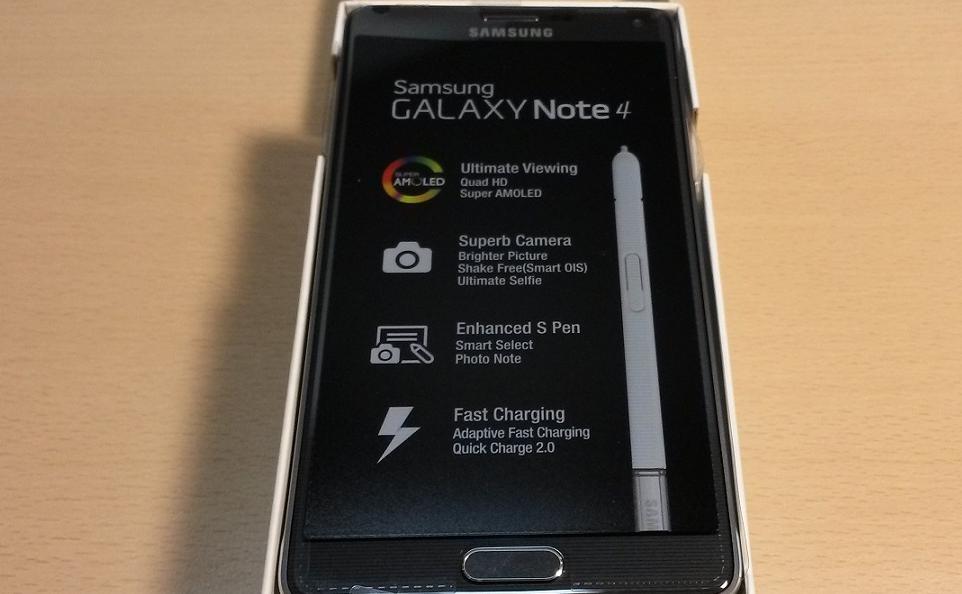 SAMSUNG
Samsung
GALAXY Note 4
SUPER
AMOLED
Ultimate Viewing
Quad HD
Super AMOLED
Superb Camera
Brighter Picture
Shake Free(Smart OIS)
Ultimate Selfie
Enhanced S Pen
Smart Select
Photo Note
Fast Charging
Adaptive Fast Charging
Quick Charge 2.0
SAM